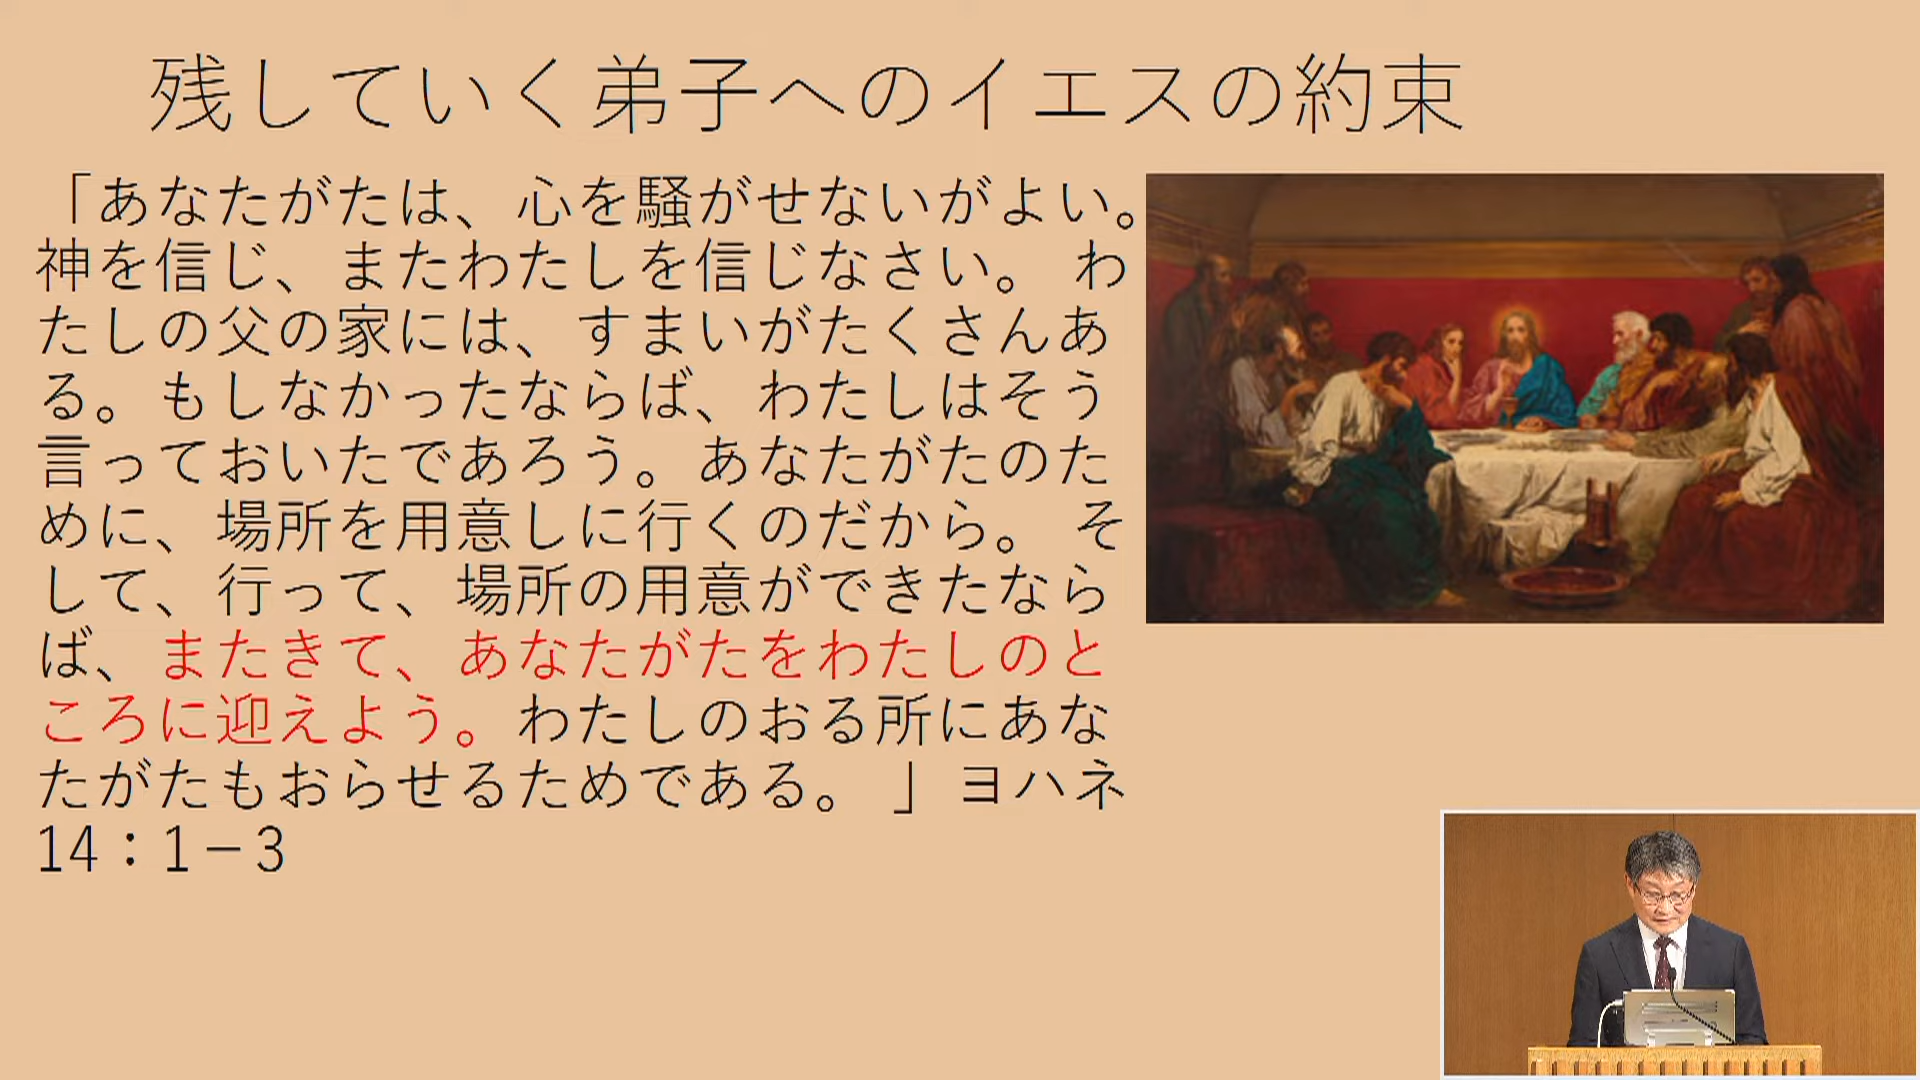 残していく弟子へのイエスの約束
「あなたがたは、心を騒がせないがよい。
神を信じ、またわたしを信じなさい。 わ
たしの父の家には、すまいがたくさんあ
る。もしなかったならば、わたしはそう
言っておいたであろう。あなたがたのた
めに、場所を用意しに行くのだから。 そ
して、行って、場所の用意ができたなら
ば、またきて、あなたがたをわたしのと
ころに迎えよう。わたしのおる所にあな
たがたもおらせるためである。 」ヨハネ
14：1－3